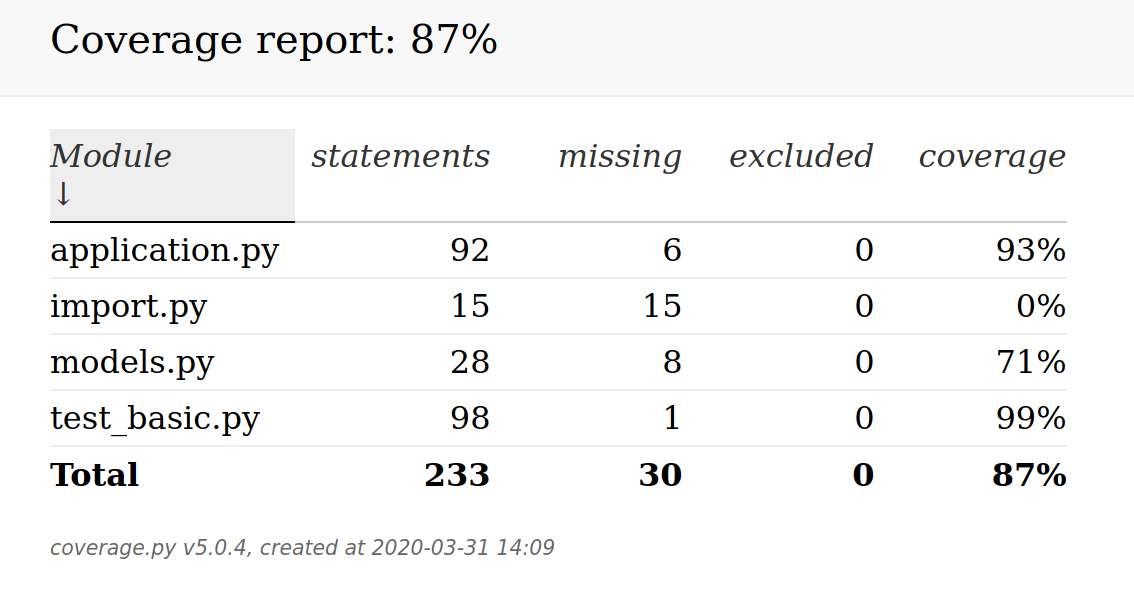 Coverage report: 87%
Module statements missing excluded coverage
↓
application.py 92 6 0 93%
import.py 15 15 0 0%
models.py 28 8 0 71%
test_basic.py 98 1 0 99%
Total 233 30 0 87%
coverage.py v5.0.4, created at 2020-03-31 14:09